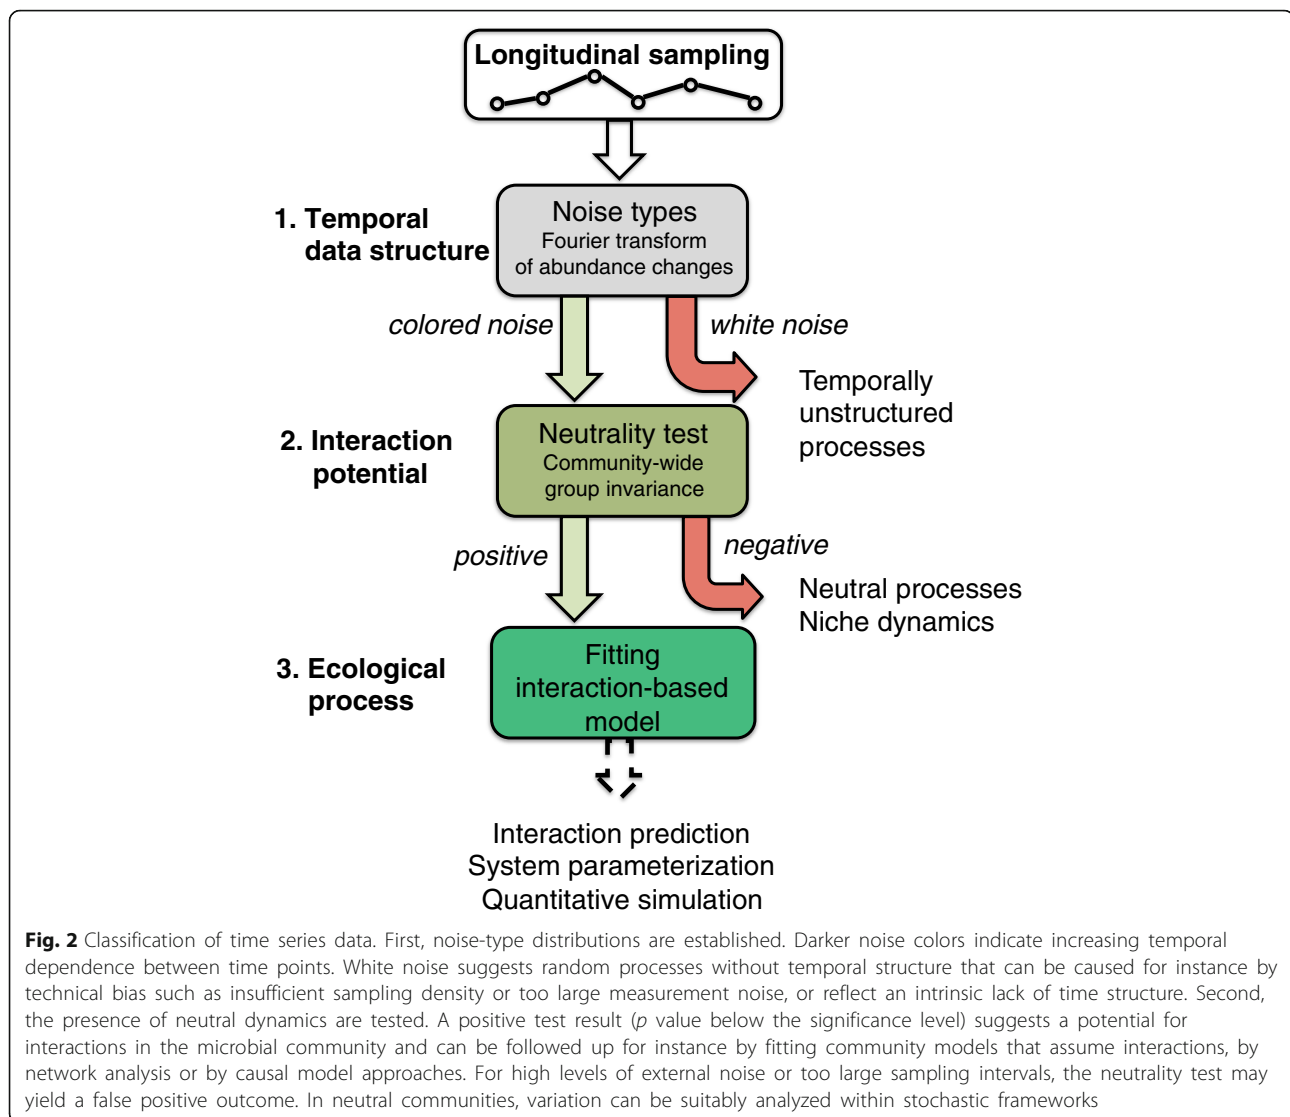 Longitudinal sampling
1. Temporal
data structure
Noise types
Fourier transform
of abundance changes
colored noise
white noise
Temporally
unstructured
processes
2. Interaction
potential
Neutrality test
Community-wide
group invariance
positive
negative
Neutral processes
Niche dynamics
3. Ecological
process
Fitting
interaction-based
model
Interaction prediction
System parameterization
Quantitative simulation
Fig. 2 Classification of time series data. First, noise-type distributions are established. Darker noise colors indicate increasing temporal
dependence between time points. White noise suggests random processes without temporal structure that can be caused for instance by
technical bias such as insufficient sampling density or too large measurement noise, or reflect an intrinsic lack of time structure. Second,
the presence of neutral dynamics are tested. A positive test result (p value below the significance level) suggests a potential for
interactions in the microbial community and can be followed up for instance by fitting community models that assume interactions, by
network analysis or by causal model approaches. For high levels of external noise or too large sampling intervals, the neutrality test may
yield a false positive outcome. In neutral communities, variation can be suitably analyzed within stochastic frameworks